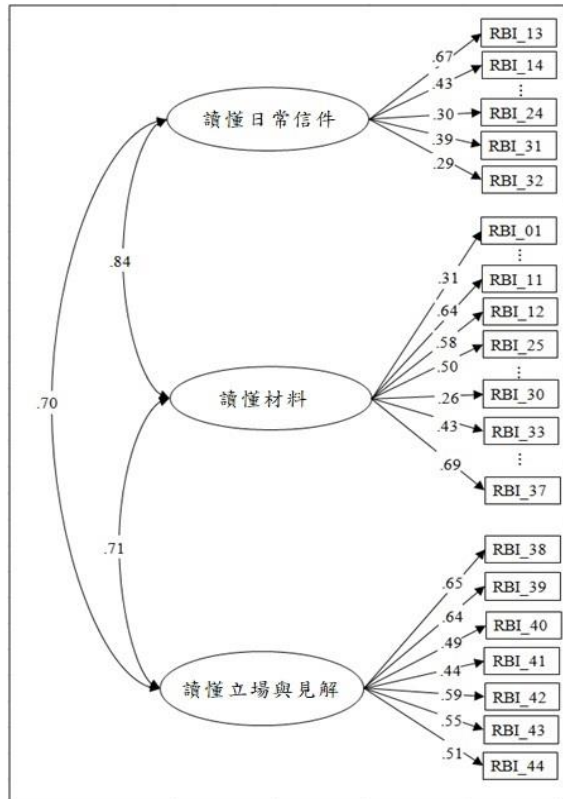 RBI_13
.67
RBI_14
.43
⋮
RBI_24
.30
讀懂日常信件
RBI_31
.39
RBI_32
.29
RBI_01
⋮
.84
.31
RBI_11
.64
RBI_12
.58
RBI_25
.50
⋮
RBI_30
.26
讀懂材料
.70
RBI_33
.43
⋮
.69
RBI_37
.71
RBI_38
.65
RBI_39
.64
RBI_40
.49
RBI_41
.44
讀懂立場與見解
RBI_42
.59
RBI_43
.55
RBI_44
.51